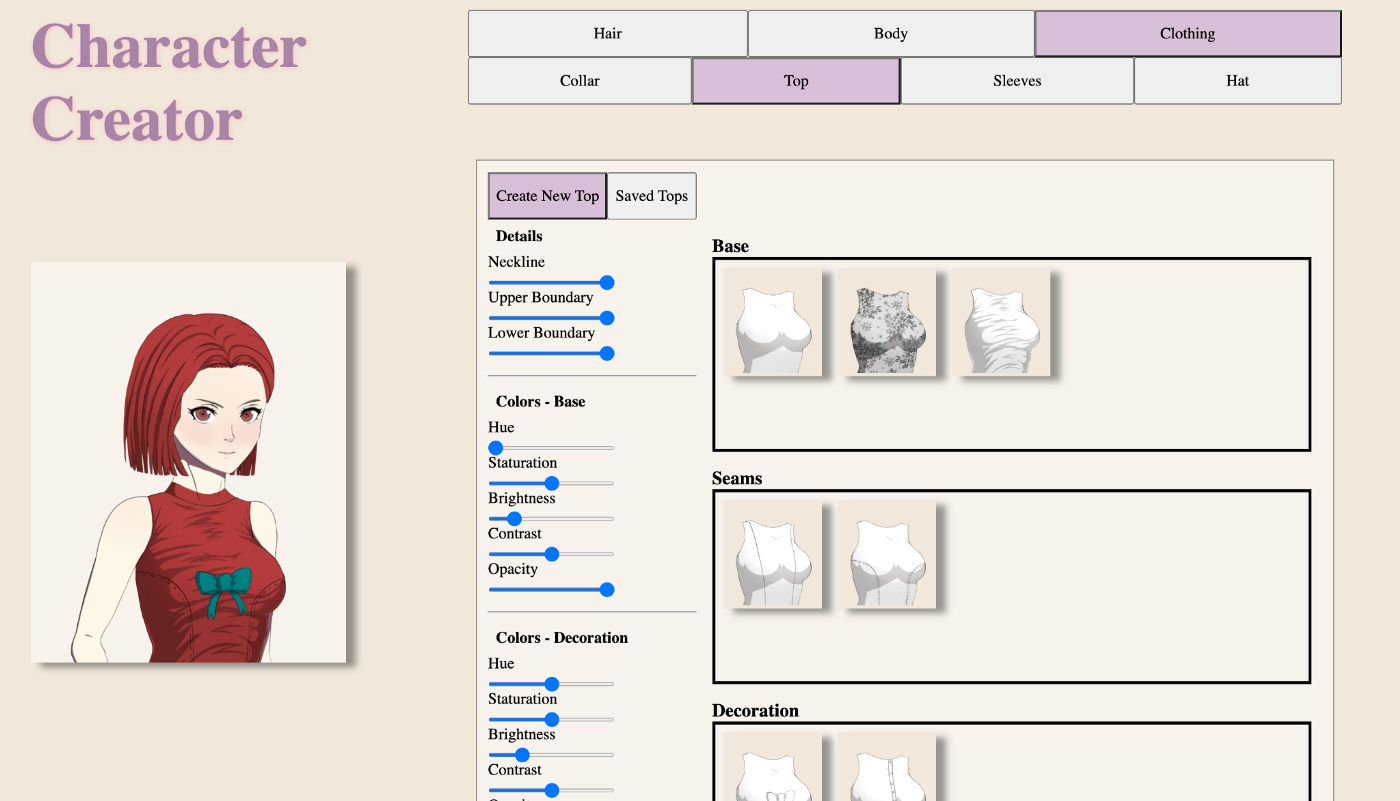 Character
Creator
Hair
Body
Clothing
Collar
Top
Sleeves
Hat
Create New Top
Saved Tops
Details
Neckline
Upper Boundary
Lower Boundary
Colors - Base
Hue
Staturation
Brightness
Contrast
Opacity
Colors - Decoration
Hue
Staturation
Brightness
Contrast
Base
Seams
Decoration